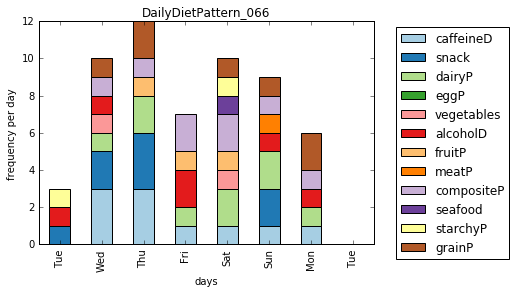 DailyDietPattern_066
frequency per day
12
10
8
6
4
2
0
Tue Wed Thu Fri Sat Sun Mon Tue
days
caffeineD
snack
dairyP
eggP
vegetables
alcoholD
fruitP
meatP
compositeP
seafood
starchyP
grainP